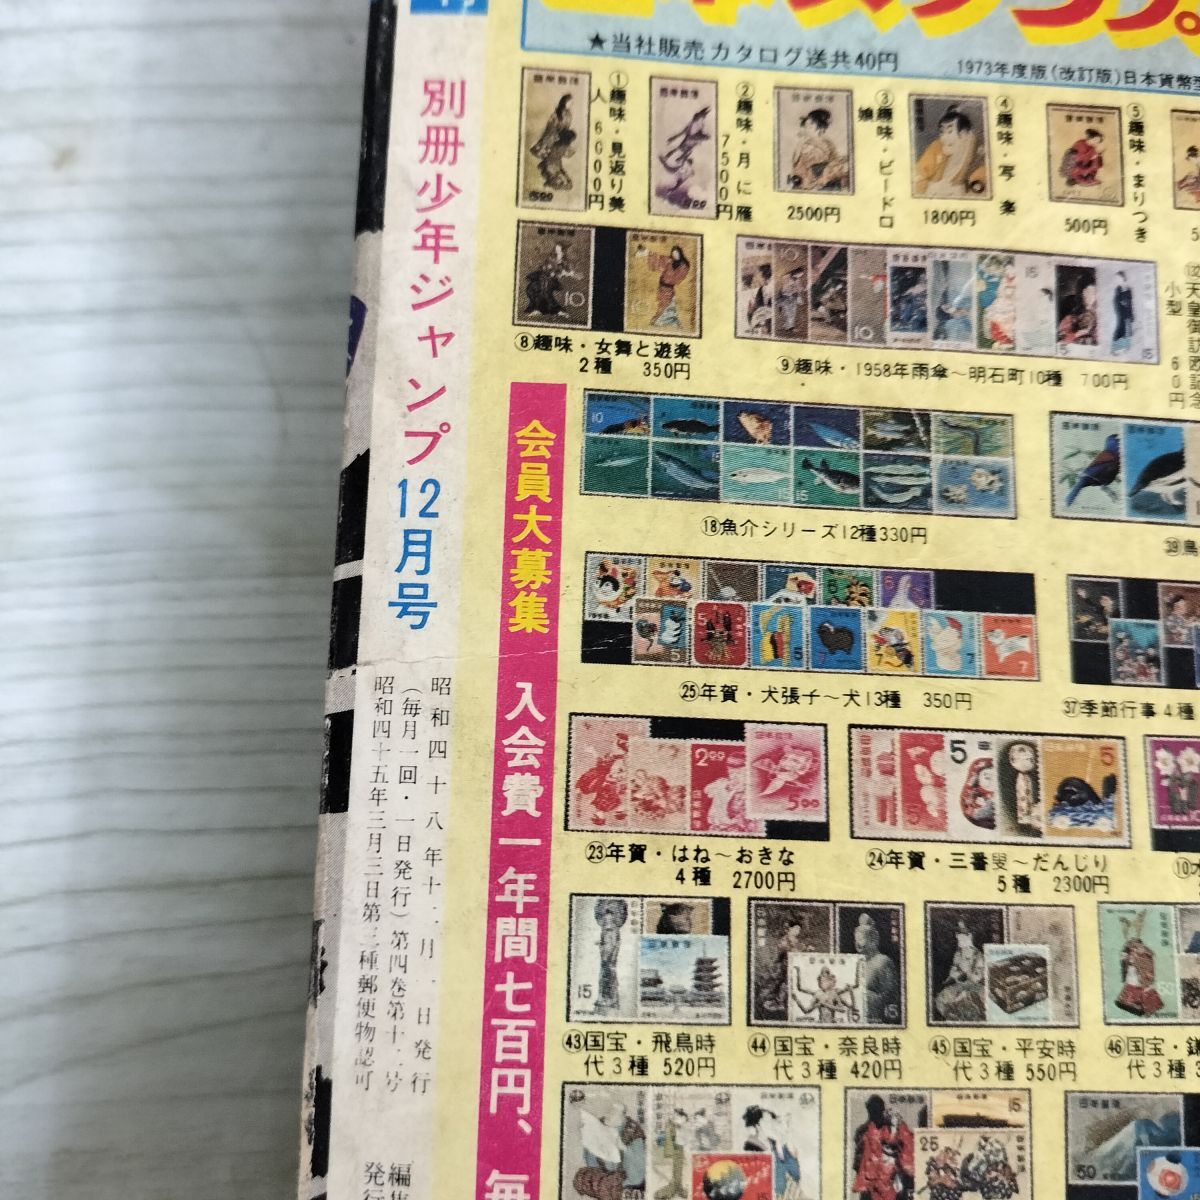 別冊少年ジャンプ12月号
昭和四十八年十二月一日発行
（毎月一回・一日発行）第四巻第十二号
昭和四十五年三月三日第三種郵便物認可
★当社販売カタログ送共40円
1973年度版(改訂版)日本貨幣型
①趣味・見返り美人 6000円
②趣味・月に雁 7500円
③趣味・ビードロ娘
2500円
④趣味・写楽
1800円
⑤趣味・まりつき
500円
⑧趣味・女舞と遊楽
2種 350円
⑨趣味・1958年雨傘〜明石町10種 700円
会員大募集 入会費一年間七百円、毎
⑱魚介シリーズ12種330円
㊴鳥
㉕年賀・犬張子〜犬13種 350円
㊲季節行事4種
㉓年賀・はね〜おきな
4種 2700円
㉔年賀・三番叟〜だんじり
5種 2300円
㊸国宝・飛鳥時
代3種 520円
㊹国宝・奈良時
代3種 420円
㊺国宝・平安時
代3種 550円
㊻国宝・鎌
代3種
編集
発行